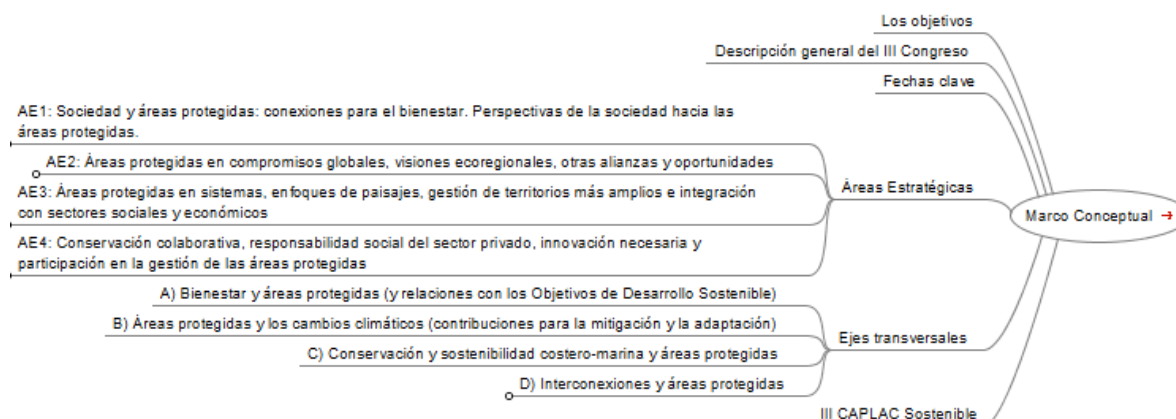 Los objetivos
Descripción general del III Congreso
Fechas clave
AE1: Sociedad y áreas protegidas: conexiones para el bienestar. Perspectivas de la sociedad hacia las
áreas protegidas.
AE2: Áreas protegidas en compromisos globales, visiones ecoregionales, otras alianzas y oportunidades
AE3: Áreas protegidas en sistemas, enfoques de paisajes, gestión de territorios más amplios e integración
con sectores sociales y económicos
AE4: Conservación colaborativa, responsabilidad social del sector privado, innovación necesaria y
participación en la gestión de las áreas protegidas
Áreas Estratégicas
Marco Conceptual
A) Bienestar y áreas protegidas (y relaciones con los Objetivos de Desarrollo Sostenible)
B) Áreas protegidas y los cambios climáticos (contribuciones para la mitigación y la adaptación)
C) Conservación y sostenibilidad costero-marina y áreas protegidas
D) Interconexiones y áreas protegidas
Ejes transversales
III CAPLAC Sostenible